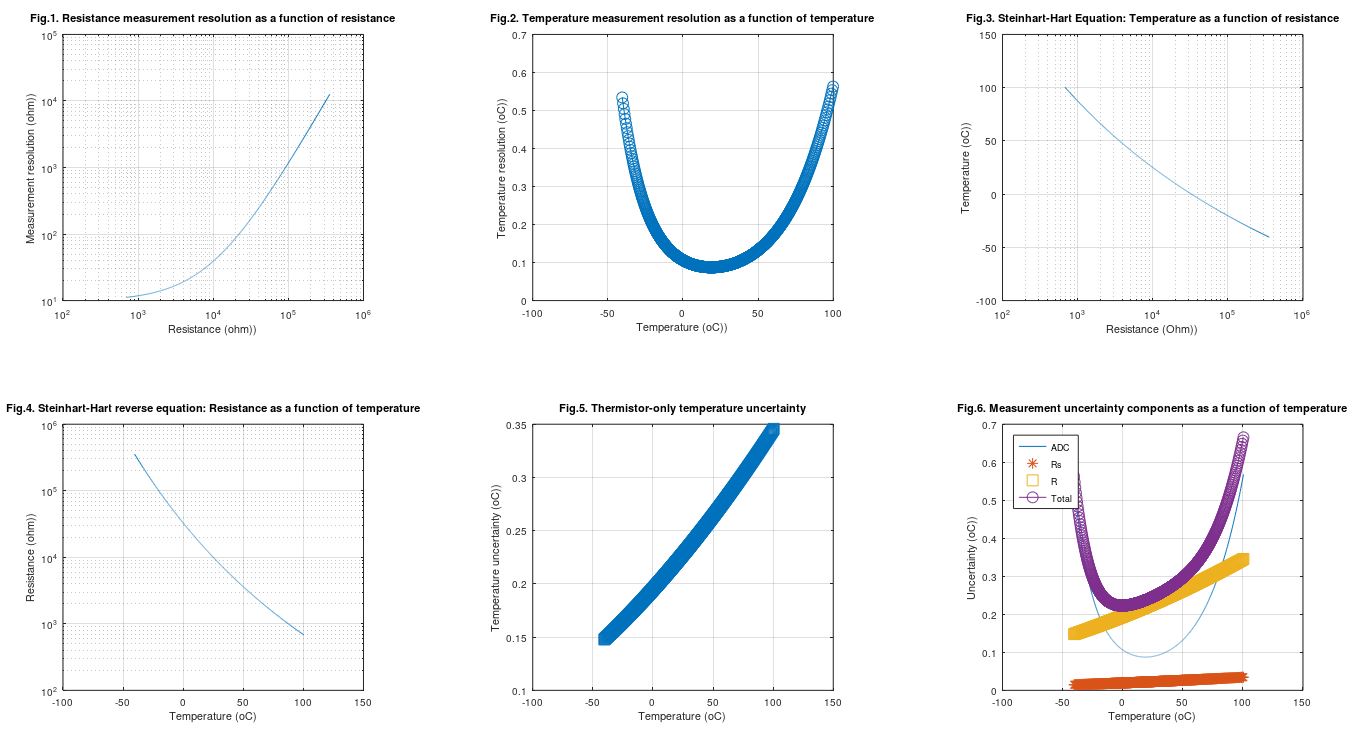 Fig.1. Resistance measurement resolution as a function of resistance
10^5
10^4
10^3
10^2
10^1
Measurement resolution (ohm))
10^2 10^3 10^4 10^5 10^6
Resistance (ohm))
Fig.2. Temperature measurement resolution as a function of temperature
0.7
0.6
0.5
0.4
0.3
0.2
0.1
0
Temperature resolution (oC))
-100 -50 0 50 100
Temperature (oC))
Fig.3. Steinhart-Hart Equation: Temperature as a function of resistance
150
100
50
0
-50
-100
Temperature (oC))
10^2 10^3 10^4 10^5 10^6
Resistance (Ohm))
Fig.4. Steinhart-Hart reverse equation: Resistance as a function of temperature
10^6
10^5
10^4
10^3
10^2
Resistance (ohm))
-100 -50 0 50 100 150
Temperature (oC)
Fig.5. Thermistor-only temperature uncertainty
0.35
0.3
0.25
0.2
0.15
0.1
Temperature uncertainty (oC))
-100 -50 0 50 100 150
Temperature (oC)
Fig.6. Measurement uncertainty components as a function of temperature
0.7
0.6
0.5
0.4
0.3
0.2
0.1
0
Uncertainty (oC))
ADC
Rs
R
Total
-100 -50 0 50 100 150
Temperature (oC)